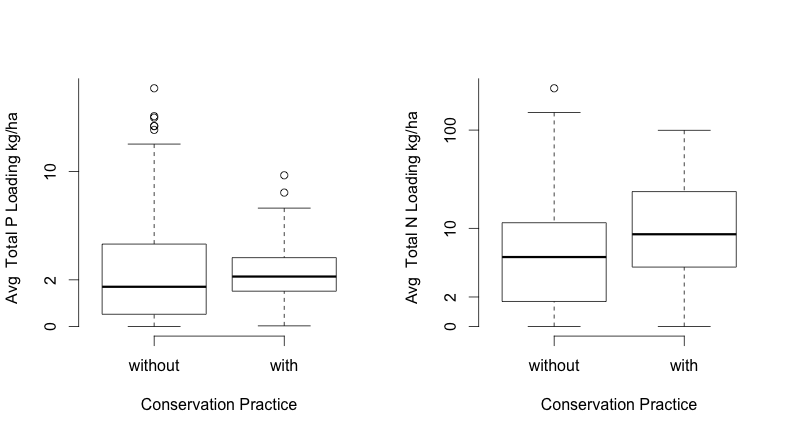 Avg  Total P Loading kg/ha
10
2
0
without
with
Conservation Practice
Avg  Total N Loading kg/ha
100
10
2
0
without
with
Conservation Practice